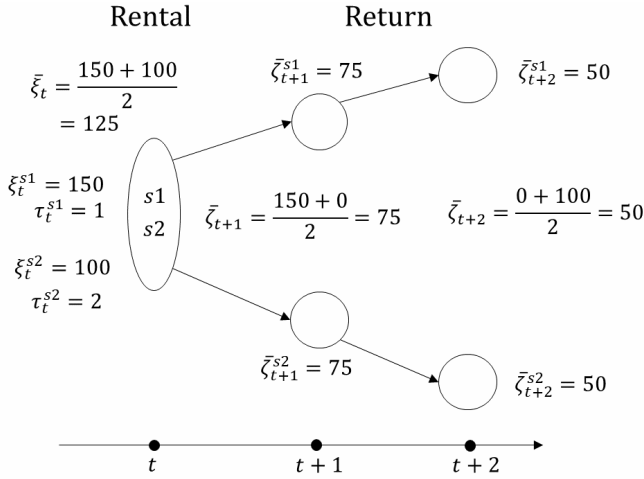 Rental Return
ξ̄_t = (150 + 100)/2
= 125
ζ̄_{t+1}^{s1} = 75
ζ̄_{t+2}^{s1} = 50
ξ_t^{s1} = 150
τ_t^{s1} = 1
s1
s2
ζ̄_{t+1} = (150 + 0)/2 = 75
ζ̄_{t+2} = (0 + 100)/2 = 50
ξ_t^{s2} = 100
τ_t^{s2} = 2
ζ̄_{t+1}^{s2} = 75
ζ̄_{t+2}^{s2} = 50
t t + 1 t + 2